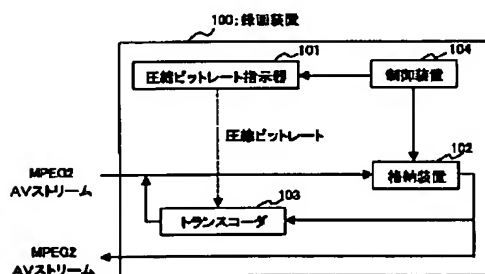 100:録画装置
101
104
圧縮ビットレート指示器
制御装置
圧縮ビットレート
102
MPEG2
AVストリーム
格納装置
103
トランスコーダ
MPEG2
AVストリーム